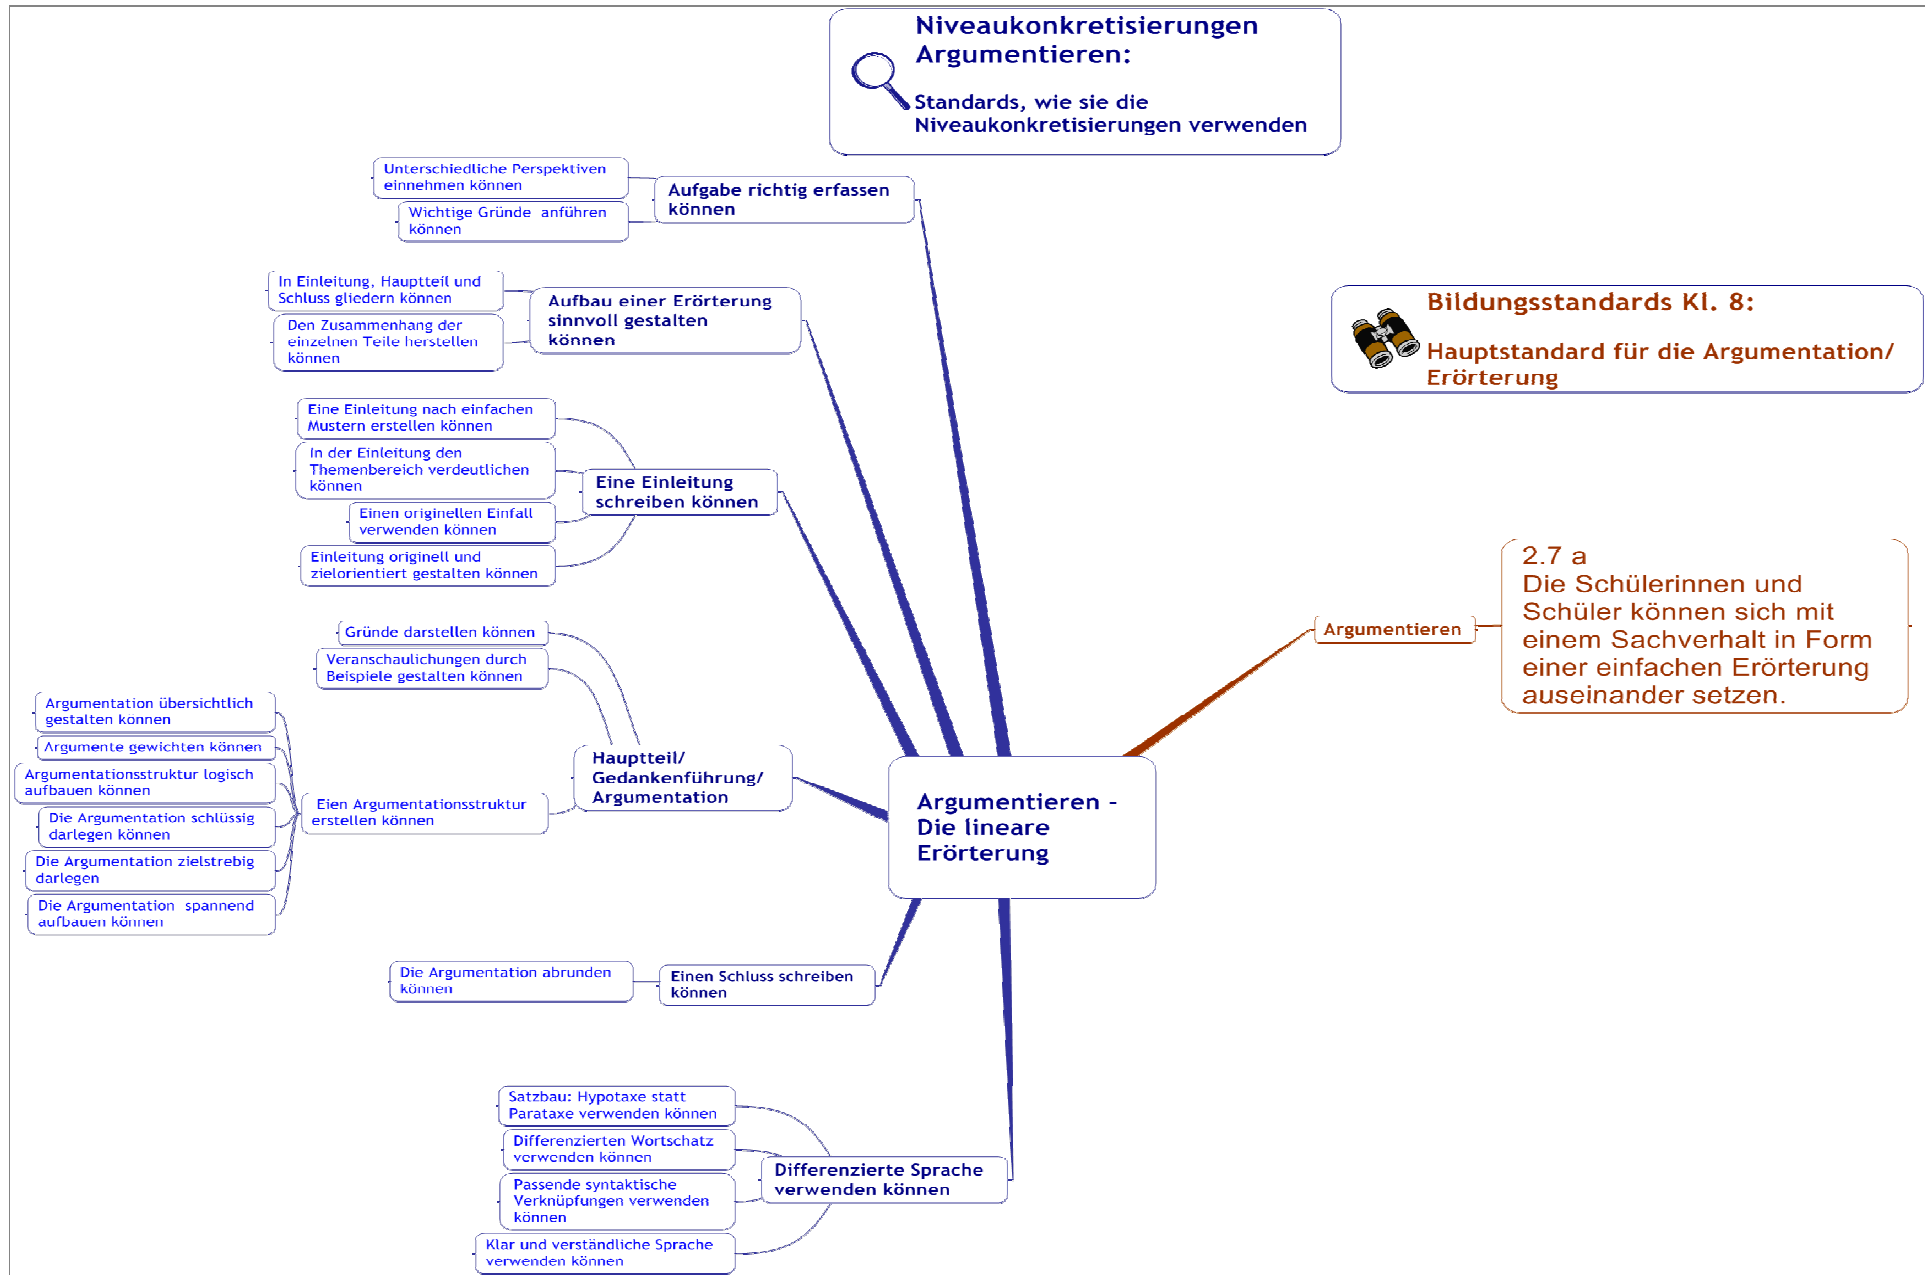 Niveaukonkretisierungen
Argumentieren:
Standards, wie sie die
Niveaukonkretisierungen verwenden
Unterschiedliche Perspektiven
einnehmen können
Wichtige Gründe anführen
können
Aufgabe richtig erfassen
können
In Einleitung, Hauptteil und
Schluss gliedern können
Den Zusammenhang der
einzelnen Teile herstellen
können
Aufbau einer Erörterung
sinnvoll gestalten
können
Bildungsstandards Kl. 8:
Hauptstandard für die Argumentation/
Erörterung
Eine Einleitung nach einfachen
Mustern erstellen können
In der Einleitung den
Themenbereich verdeutlichen
können
Einen originellen Einfall
verwenden können
Einleitung originell und
zielorientiert gestalten können
Eine Einleitung
schreiben können
2.7 a
Die Schülerinnen und
Schüler können sich mit
einem Sachverhalt in Form
einer einfachen Erörterung
auseinander setzen.
Argumentieren
Gründe darstellen können
Veranschaulichungen durch
Beispiele gestalten können
Argumentation übersichtlich
gestalten konnen
Argumente gewichten können
Argumentationsstruktur logisch
aufbauen können
Die Argumentation schlüssig
darlegen können
Die Argumentation zielstrebig
darlegen
Die Argumentation spannend
aufbauen können
Eien Argumentationsstruktur
erstellen können
Hauptteil/
Gedankenführung/
Argumentation
Argumentieren -
Die lineare
Erörterung
Die Argumentation abrunden
können
Einen Schluss schreiben
können
Satzbau: Hypotaxe statt
Parataxe verwenden können
Differenzierten Wortschatz
verwenden können
Passende syntaktische
Verknüpfungen verwenden
können
Klar und verständliche Sprache
verwenden können
Differenzierte Sprache
verwenden können